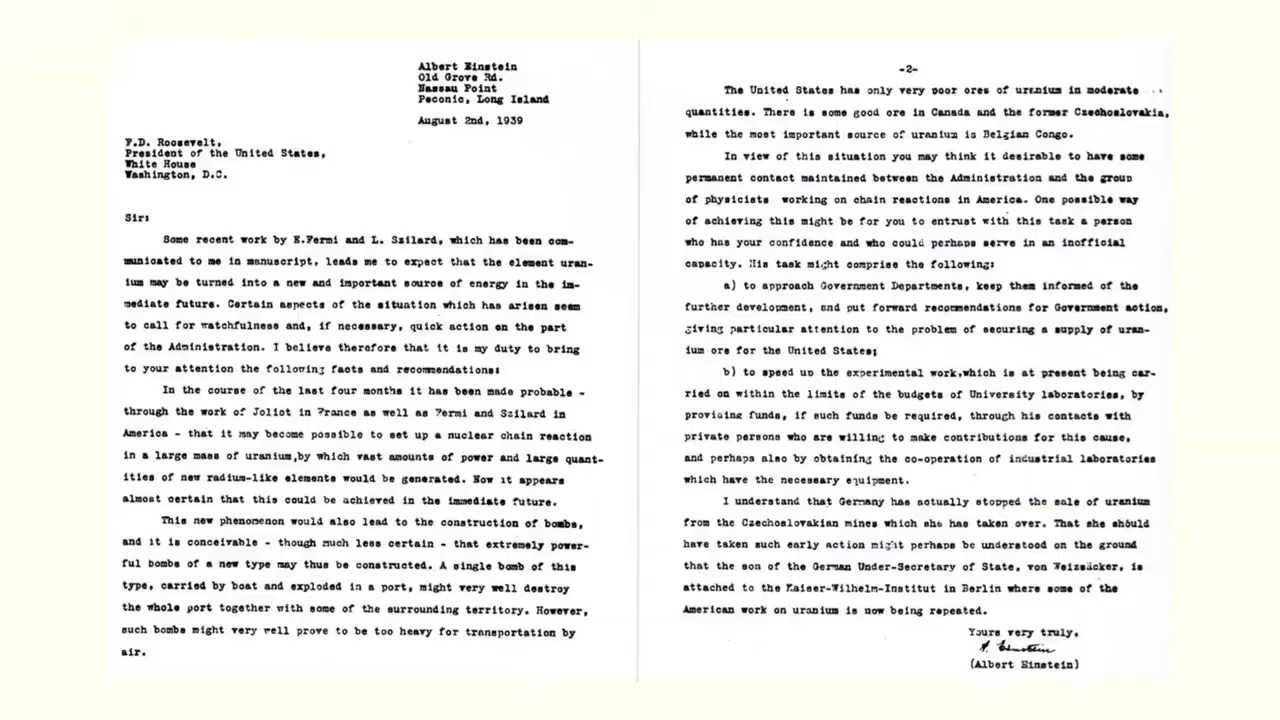 Albert Einstein
Old Grove Rd.
Nassau Point
Peconic, Long Island
August 2nd, 1939
F.D. Roosevelt,
President of the United States,
White House
Washington, D.C.
Sir:
Some recent work by E.Fermi and L. Szilard, which has been com-
municated to me in manuscript, leads me to expect that the element uran-
ium may be turned into a new and important source of energy in the im-
mediate future. Certain aspects of the situation which has arisen seem
to call for watchfulness and, if necessary, quick action on the part
of the Administration. I believe therefore that it is my duty to bring
to your attention the following facts and recommendations:
In the course of the last four months it has been made probable -
through the work of Joliot in France as well as Fermi and Szilard in
America - that it may become possible to set up a nuclear chain reaction
in a large mass of uranium,by which vast amounts of power and large quant-
ities of new radium-like elements would be generated. Now it appears
almost certain that this could be achieved in the immediate future.
This new phenomenon would also lead to the construction of bombs,
and it is conceivable - though much less certain - that extremely power-
ful bombs of a new type may thus be constructed. A single bomb of this
type, carried by boat and exploded in a port, might very well destroy
the whole port together with some of the surrounding territory. However,
such bombs might very well prove to be too heavy for transportation by
air.
-2-
The United States has only very poor ores of uranium in moderate
quantities. There is some good ore in Canada and the former Czechoslovakia,
while the most important source of uranium is Belgian Congo.
In view of this situation you may think it desirable to have some
permanent contact maintained between the Administration and the group
of physicists working on chain reactions in America. One possible way
of achieving this might be for you to entrust with this task a person
who has your confidence and who could perhaps serve in an inofficial
capacity. His task might comprise the following:
a) to approach Government Departments, keep them informed of the
further development, and put forward recommendations for Government action,
giving particular attention to the problem of securing a supply of uran-
ium ore for the United States;
b) to speed up the experimental work,which is at present being car-
ried on within the limits of the budgets of University laboratories, by
providing funds, if such funds be required, through his contacts with
private persons who are willing to make contributions for this cause,
and perhaps also by obtaining the co-operation of industrial laboratories
which have the necessary equipment.
I understand that Germany has actually stopped the sale of uranium
from the Czechoslovakian mines which she has taken over. That she should
have taken such early action might perhaps be understood on the ground
that the son of the German Under-Secretary of State, von Weizsäcker, is
attached to the Kaiser-Wilhelm-Institut in Berlin where some of the
American work on uranium is now being repeated.
Yours very truly.
A. Einstein
(Albert Einstein)